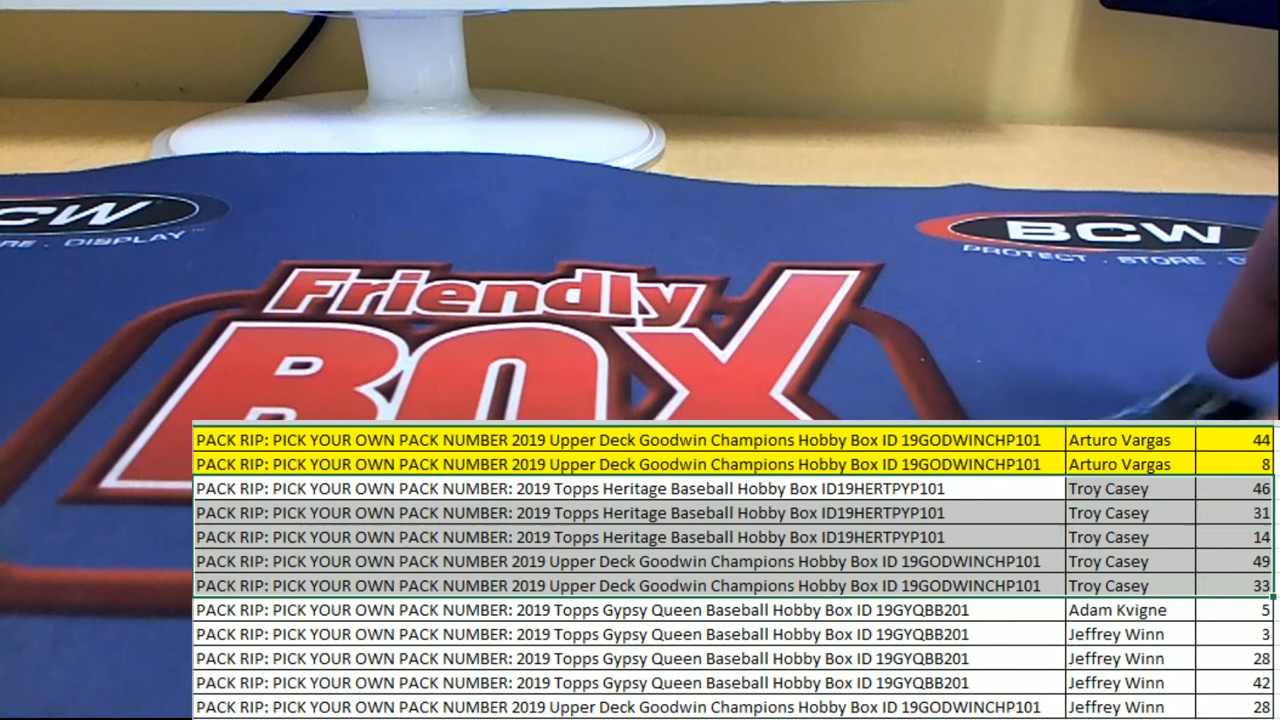 CW
RE · DISPLAY
BCW
PROTECT · STORE · D
Friendly
BOX
PACK RIP: PICK YOUR OWN PACK NUMBER 2019 Upper Deck Goodwin Champions Hobby Box ID 19GODWINCHP101 Arturo Vargas 44
PACK RIP: PICK YOUR OWN PACK NUMBER 2019 Upper Deck Goodwin Champions Hobby Box ID 19GODWINCHP101 Arturo Vargas 8
PACK RIP: PICK YOUR OWN PACK NUMBER: 2019 Topps Heritage Baseball Hobby Box ID19HERTPYP101 Troy Casey 46
PACK RIP: PICK YOUR OWN PACK NUMBER: 2019 Topps Heritage Baseball Hobby Box ID19HERTPYP101 Troy Casey 31
PACK RIP: PICK YOUR OWN PACK NUMBER: 2019 Topps Heritage Baseball Hobby Box ID19HERTPYP101 Troy Casey 14
PACK RIP: PICK YOUR OWN PACK NUMBER 2019 Upper Deck Goodwin Champions Hobby Box ID 19GODWINCHP101 Troy Casey 49
PACK RIP: PICK YOUR OWN PACK NUMBER 2019 Upper Deck Goodwin Champions Hobby Box ID 19GODWINCHP101 Troy Casey 33
PACK RIP: PICK YOUR OWN PACK NUMBER: 2019 Topps Gypsy Queen Baseball Hobby Box ID 19GYQBB201 Adam Kvigne 5
PACK RIP: PICK YOUR OWN PACK NUMBER: 2019 Topps Gypsy Queen Baseball Hobby Box ID 19GYQBB201 Jeffrey Winn 3
PACK RIP: PICK YOUR OWN PACK NUMBER: 2019 Topps Gypsy Queen Baseball Hobby Box ID 19GYQBB201 Jeffrey Winn 28
PACK RIP: PICK YOUR OWN PACK NUMBER: 2019 Topps Gypsy Queen Baseball Hobby Box ID 19GYQBB201 Jeffrey Winn 42
PACK RIP: PICK YOUR OWN PACK NUMBER 2019 Upper Deck Goodwin Champions Hobby Box ID 19GODWINCHP101 Jeffrey Winn 28